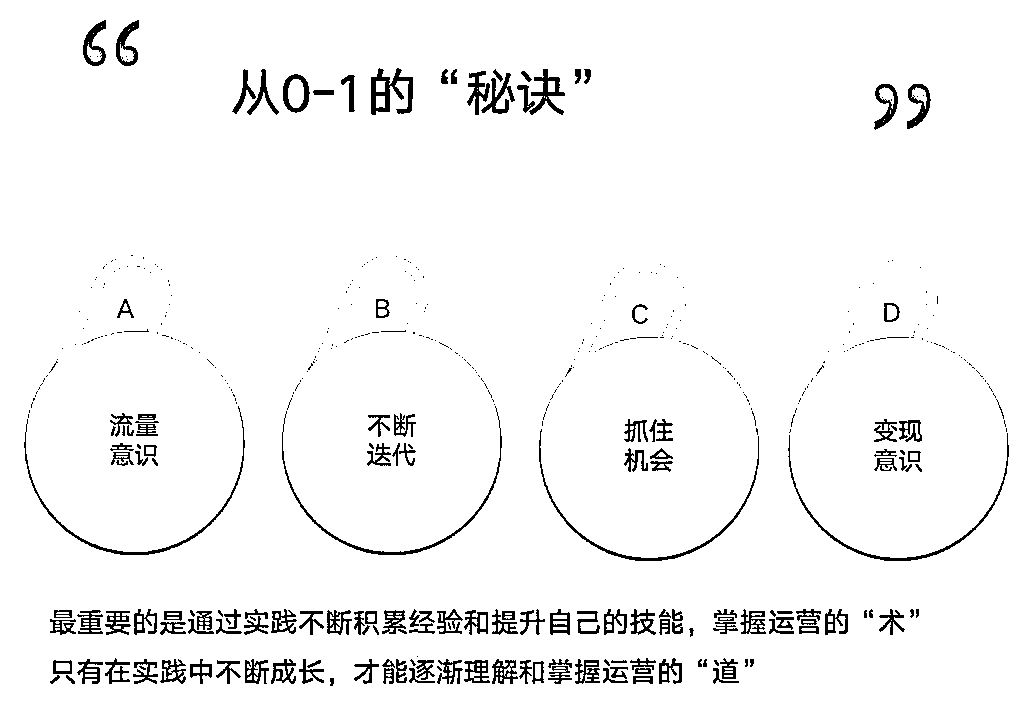 从0-1的“秘诀”
A
流量
意识
B
不断
迭代
C
抓住
机会
D
变现
意识
最重要的是通过实践不断积累经验和提升自己的技能，掌握运营的“术”
只有在实践中不断成长，才能逐渐理解和掌握运营的“道”